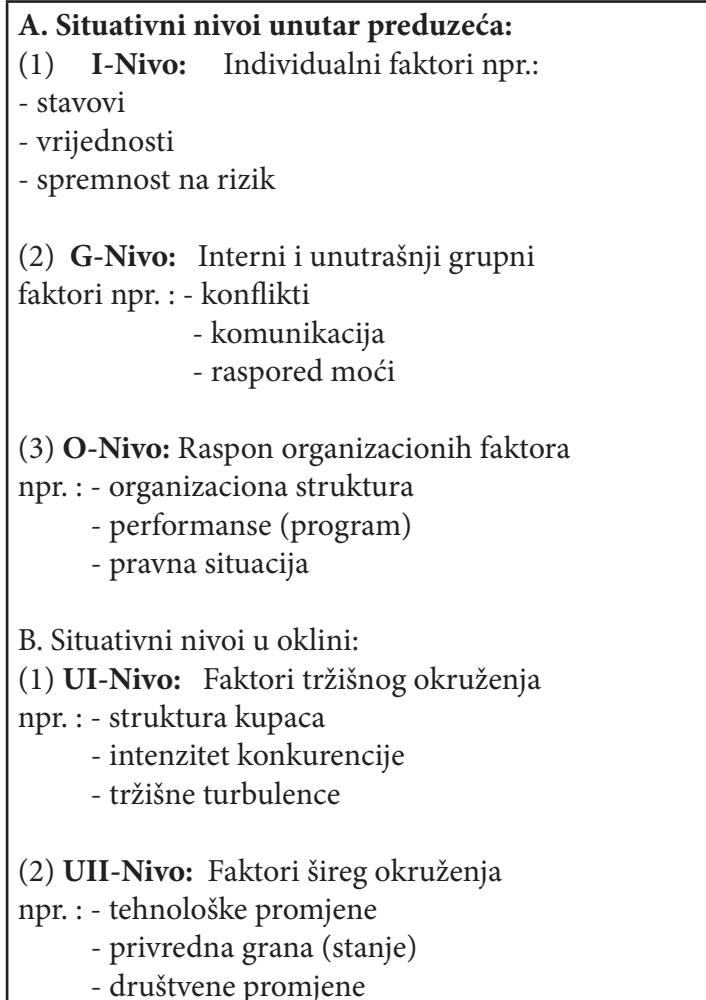 A. Situativni nivoi unutar preduzeća:
(1) I-Nivo: Individualni faktori npr.:
- stavovi
- vrijednosti
- spremnost na rizik
(2) G-Nivo: Interni i unutrašnji grupni
faktori npr. : - konflikti
- komunikacija
- raspored moći
(3) O-Nivo: Raspon organizacionih faktora
npr. : - organizaciona struktura
- performanse (program)
- pravna situacija
B. Situativni nivoi u oklini:
(1) UI-Nivo: Faktori tržišnog okruženja
npr. : - struktura kupaca
- intenzitet konkurencije
- tržišne turbulence
(2) UII-Nivo: Faktori šireg okruženja
npr. : - tehnološke promjene
- privredna grana (stanje)
- društvene promjene